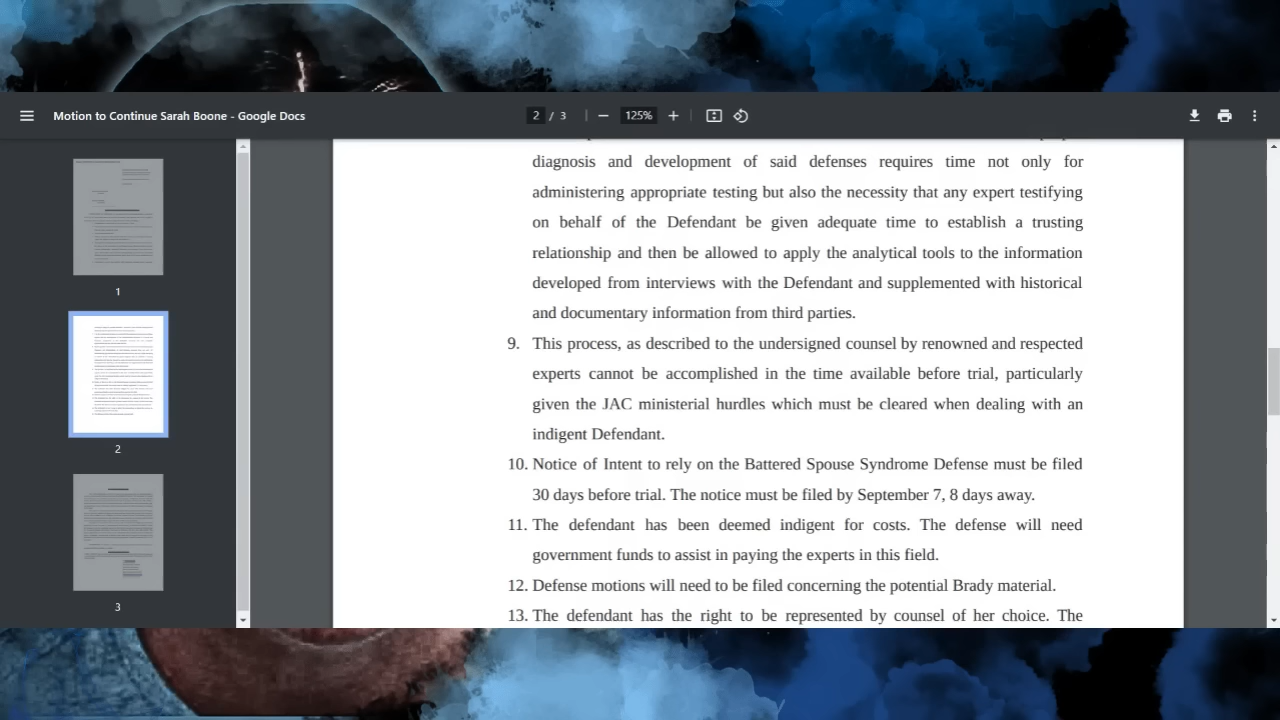 Motion to Continue Sarah Boone - Google Docs
2 / 3
125%
1
2
3
diagnosis and development of said defenses requires time not only for
administering appropriate testing but also the necessity that any expert testifying
on behalf of the Defendant be given adequate time to establish a trusting
relationship and then be allowed to apply the analytical tools to the information
developed from interviews with the Defendant and supplemented with historical
and documentary information from third parties.
9. This process, as described to the undersigned counsel by renowned and respected
experts cannot be accomplished in the time available before trial, particularly
given the JAC ministerial hurdles which must be cleared when dealing with an
indigent Defendant.
10. Notice of Intent to rely on the Battered Spouse Syndrome Defense must be filed
30 days before trial. The notice must be filed by September 7, 8 days away.
11. The defendant has been deemed indigent for costs. The defense will need
government funds to assist in paying the experts in this field.
12. Defense motions will need to be filed concerning the potential Brady material.
13. The defendant has the right to be represented by counsel of her choice. The